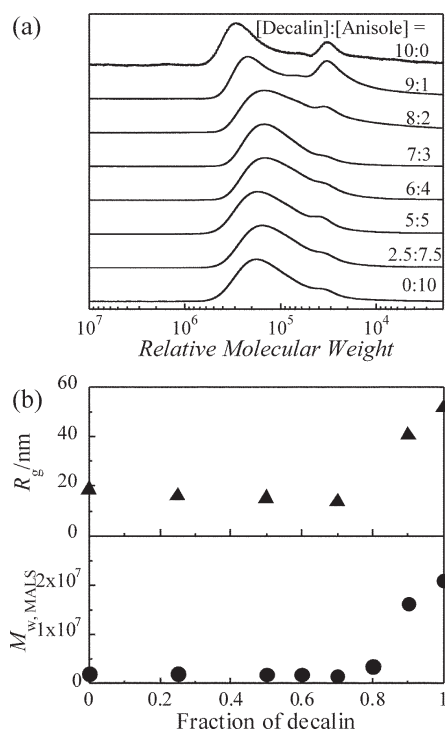 (a)
[Decalin]:[Anisole] =
10:0
9:1
8:2
7:3
6:4
5:5
2.5:7.5
0:10
10⁷ 10⁶ 10⁵ 10⁴
Relative Molecular Weight
(b)
60
40
20
0
Rg/nm
2x10⁷
1x10⁷
0
Mw, MALS
0 0.2 0.4 0.6 0.8 1
Fraction of decalin